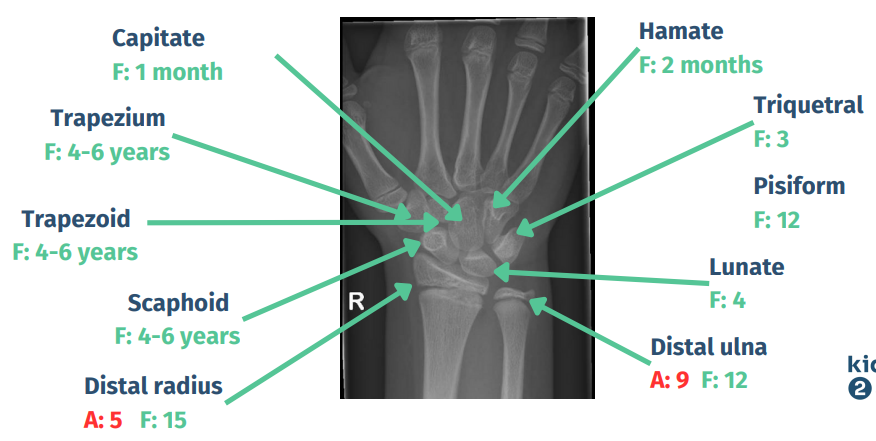 Capitate
F: 1 month
Trapezium
F: 4-6 years
Trapezoid
F: 4-6 years
Scaphoid
F: 4-6 years
Distal radius
A: 5 F: 15
R
Hamate
F: 2 months
Triquetral
F: 3
Pisiform
F: 12
Lunate
F: 4
Distal ulna
A: 9 F: 12
2